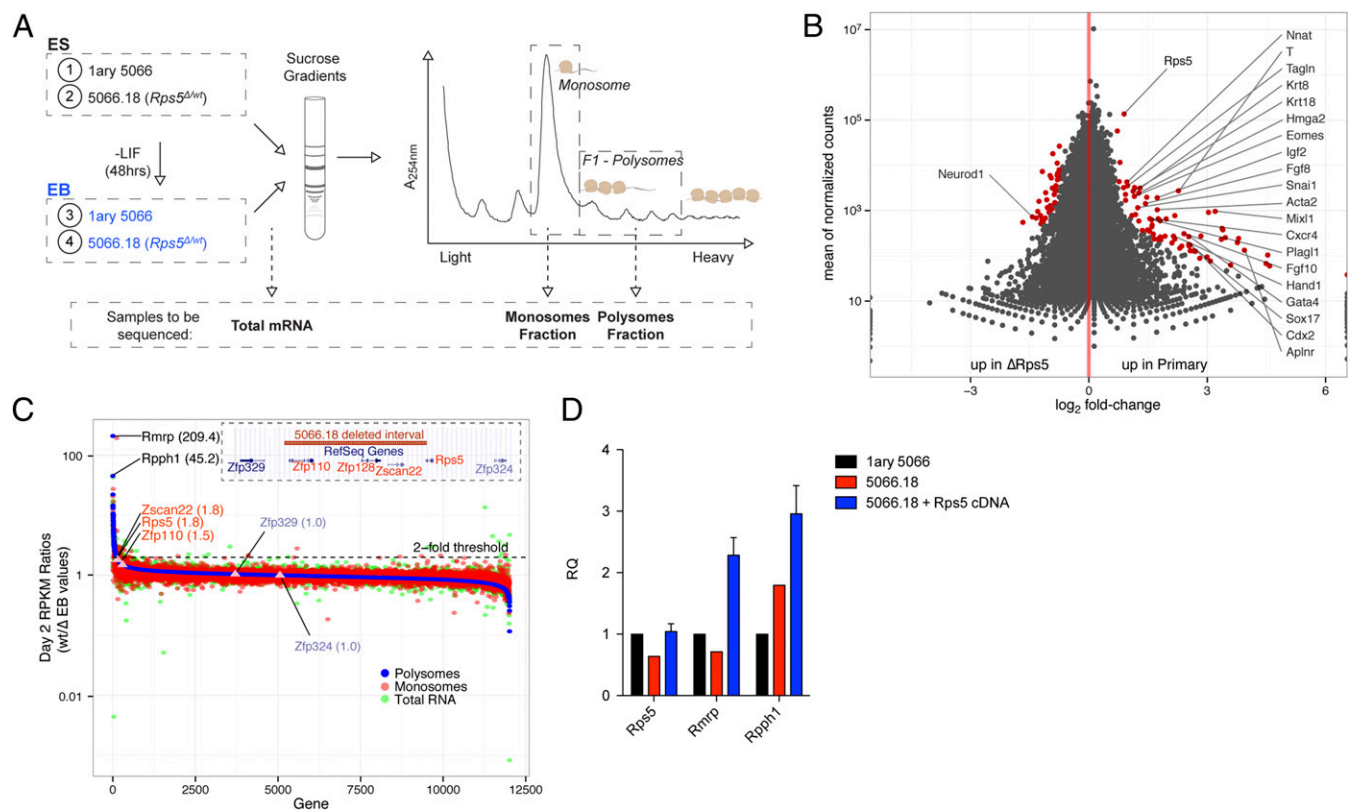 A
ES
1 1ary 5066
2 5066.18 (Rps5Δ/wt)
-LIF
(48hrs)
EB
3 1ary 5066
4 5066.18 (Rps5Δ/wt)
Sucrose
Gradients
A254nm
Monosome
F1 - Polysomes
Light
Heavy
Samples to be
sequenced:
Total mRNA
Monosomes
Fraction
Polysomes
Fraction
B
mean of normalized counts
10^7
10^5
10^3
10
Rps5
Neurod1
Nnat
T
Tagln
Krt8
Krt18
Hmga2
Eomes
Igf2
Fgf8
Snai1
Acta2
Mixl1
Cxcr4
Plagl1
Fgf10
Hand1
Gata4
Sox17
Cdx2
Aplnr
up in ΔRps5
up in Primary
-3 0 3 6
log2 fold-change
C
Day 2 RPKM Ratios
(wt/Δ EB values)
100
1
0.01
Rmrp (209.4)
Rpph1 (45.2)
Zscan22 (1.8)
Rps5 (1.8)
Zfp110 (1.5)
5066.18 deleted interval
RefSeq Genes
Zfp329
Zfp110
Zfp128
Zscan22
Rps5
Zfp324
Zfp329 (1.0)
2-fold threshold
Zfp324 (1.0)
Polysomes
Monosomes
Total RNA
0 2500 5000 7500 10000 12500
Gene
D
RQ
4
3
2
1
0
Rps5
Rmrp
Rpph1
1ary 5066
5066.18
5066.18 + Rps5 cDNA